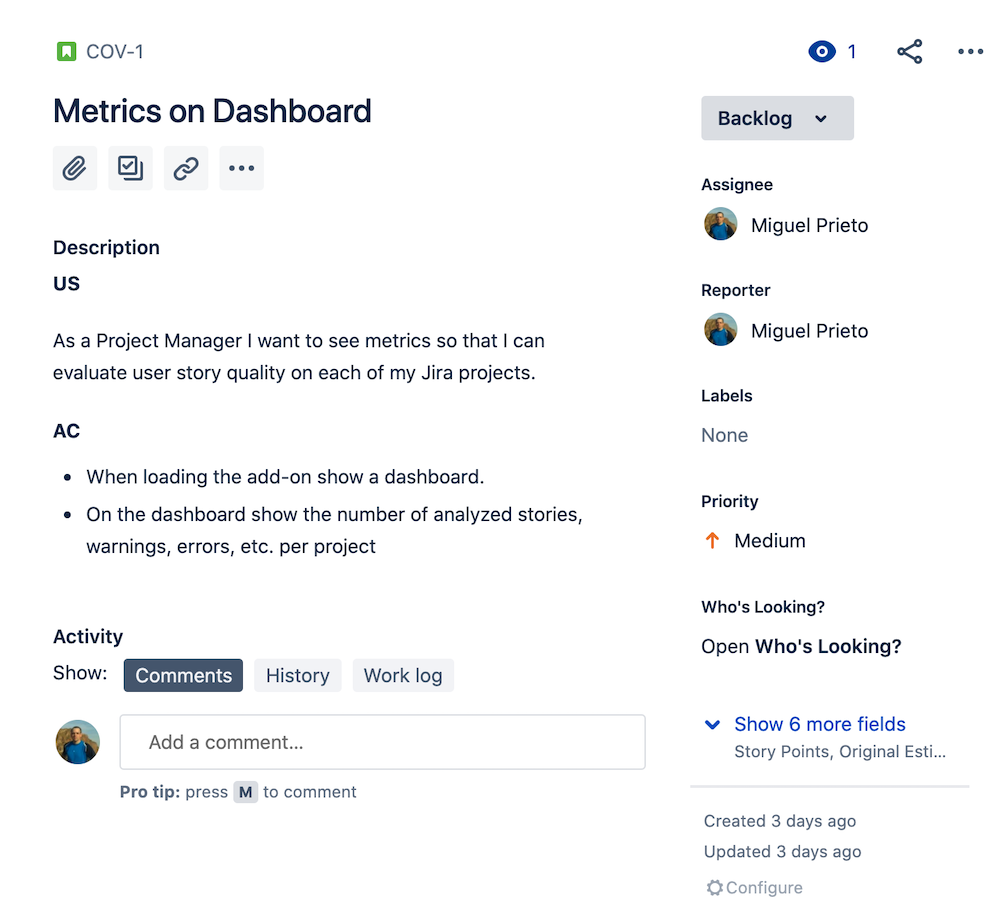 COV-1
1
Metrics on Dashboard
Backlog
Description
US
As a Project Manager I want to see metrics so that I can
evaluate user story quality on each of my Jira projects.
AC
When loading the add-on show a dashboard.
On the dashboard show the number of analyzed stories,
warnings, errors, etc. per project
Activity
Show: Comments History Work log
Add a comment...
Pro tip: press M to comment
Assignee
Miguel Prieto
Reporter
Miguel Prieto
Labels
None
Priority
Medium
Who's Looking?
Open Who's Looking?
Show 6 more fields
Story Points, Original Esti...
Created 3 days ago
Updated 3 days ago
Configure